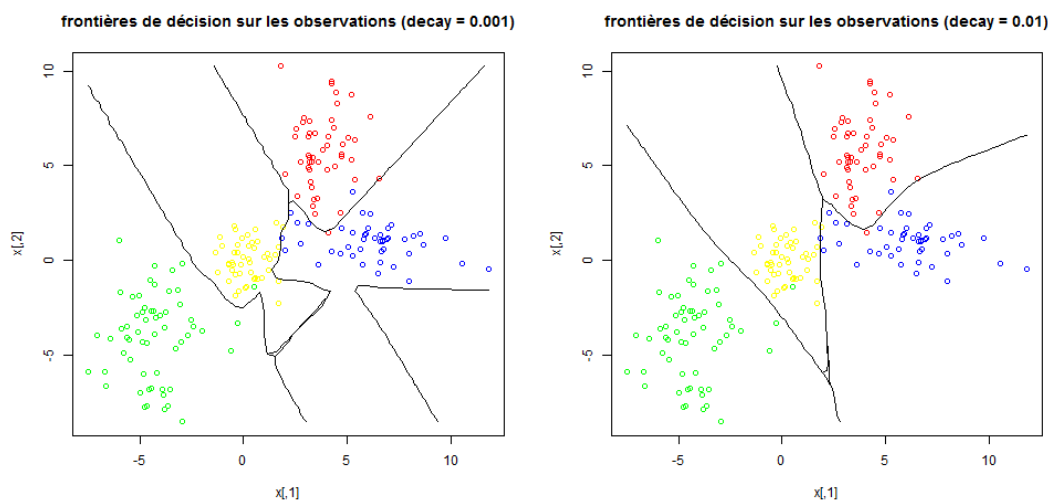 frontières de décision sur les observations (decay = 0.001)
10
5
0
-5
x[,2]
-5
0
5
10
x[,1]
frontières de décision sur les observations (decay = 0.01)
10
5
0
-5
x[,2]
-5
0
5
10
x[,1]